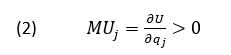 (2) MU_j = ∂U/∂q_j > 0